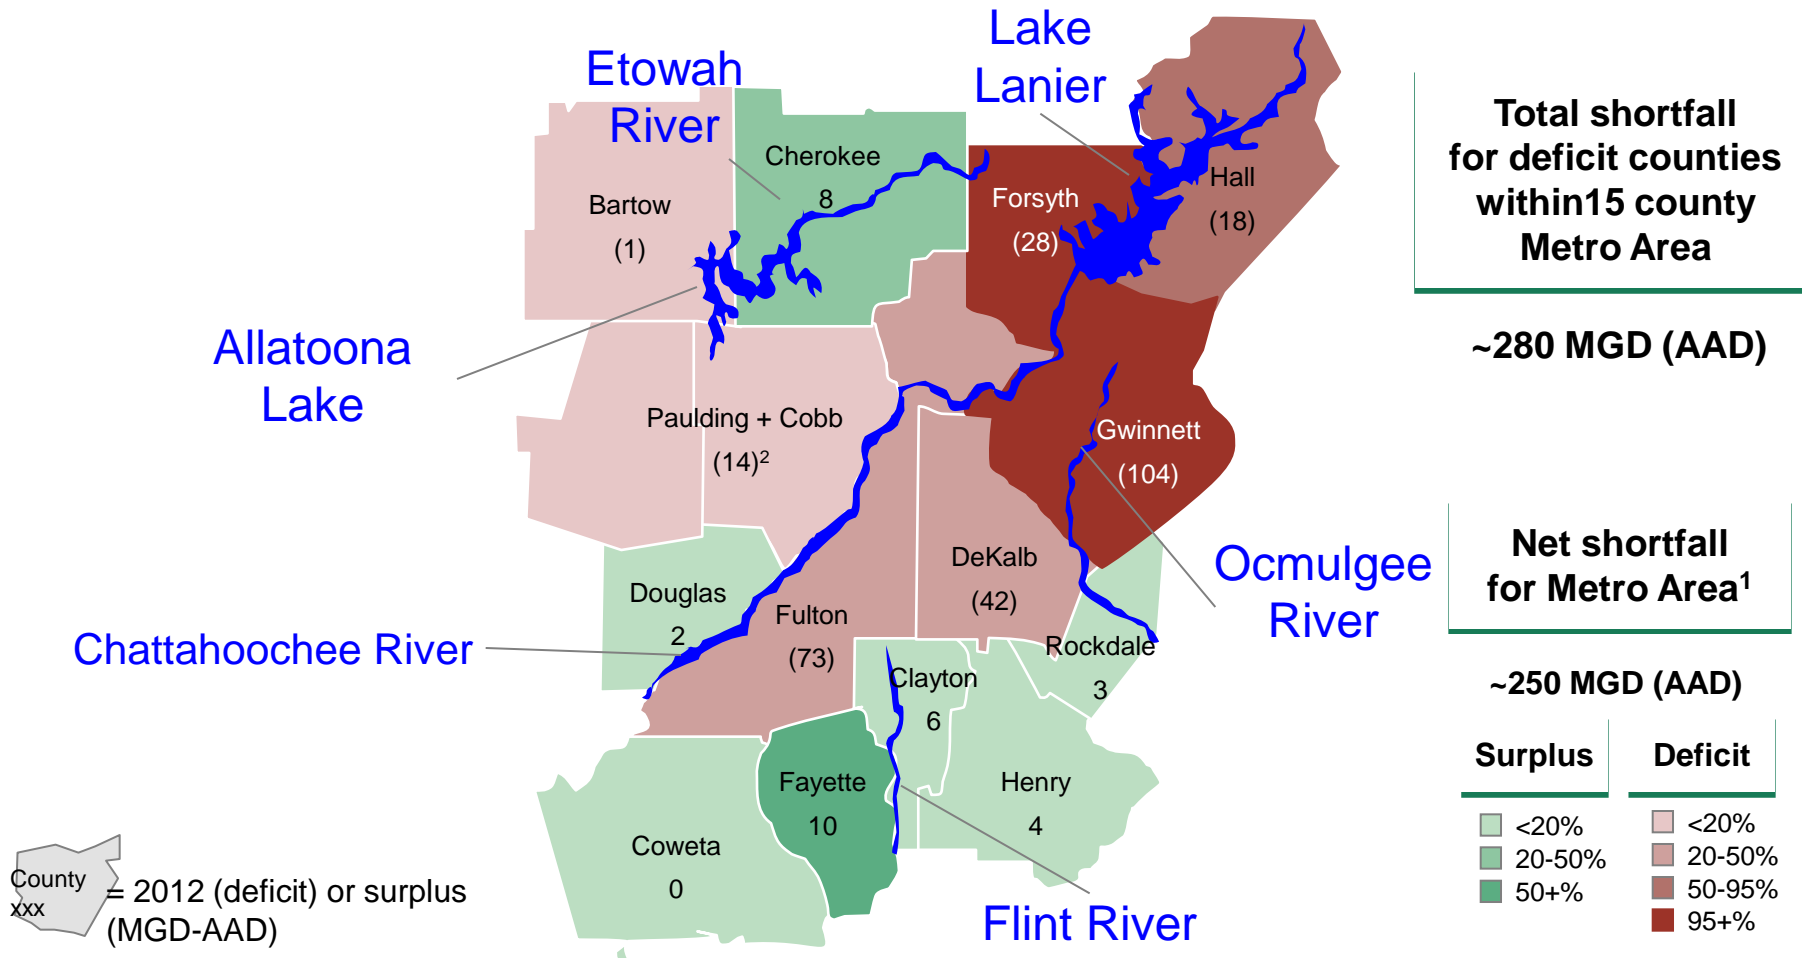 Lake
Lanier
Etowah
River
Cherokee
8
Bartow
(1)
Forsyth
(28)
Hall
(18)
Allatoona
Lake
Paulding + Cobb
(14)²
Gwinnett
(104)
Ocmulgee
River
DeKalb
(42)
Douglas
2
Fulton
(73)
Chattahoochee River
Rockdale
3
Clayton
6
Fayette
10
Henry
4
Coweta
0
Flint River
County
xxx
= 2012 (deficit) or surplus
(MGD-AAD)
Total shortfall
for deficit counties
within15 county
Metro Area
~280 MGD (AAD)
Net shortfall
for Metro Area¹
~250 MGD (AAD)
Surplus
<20%
20-50%
50+%
Deficit
<20%
20-50%
50-95%
95+%